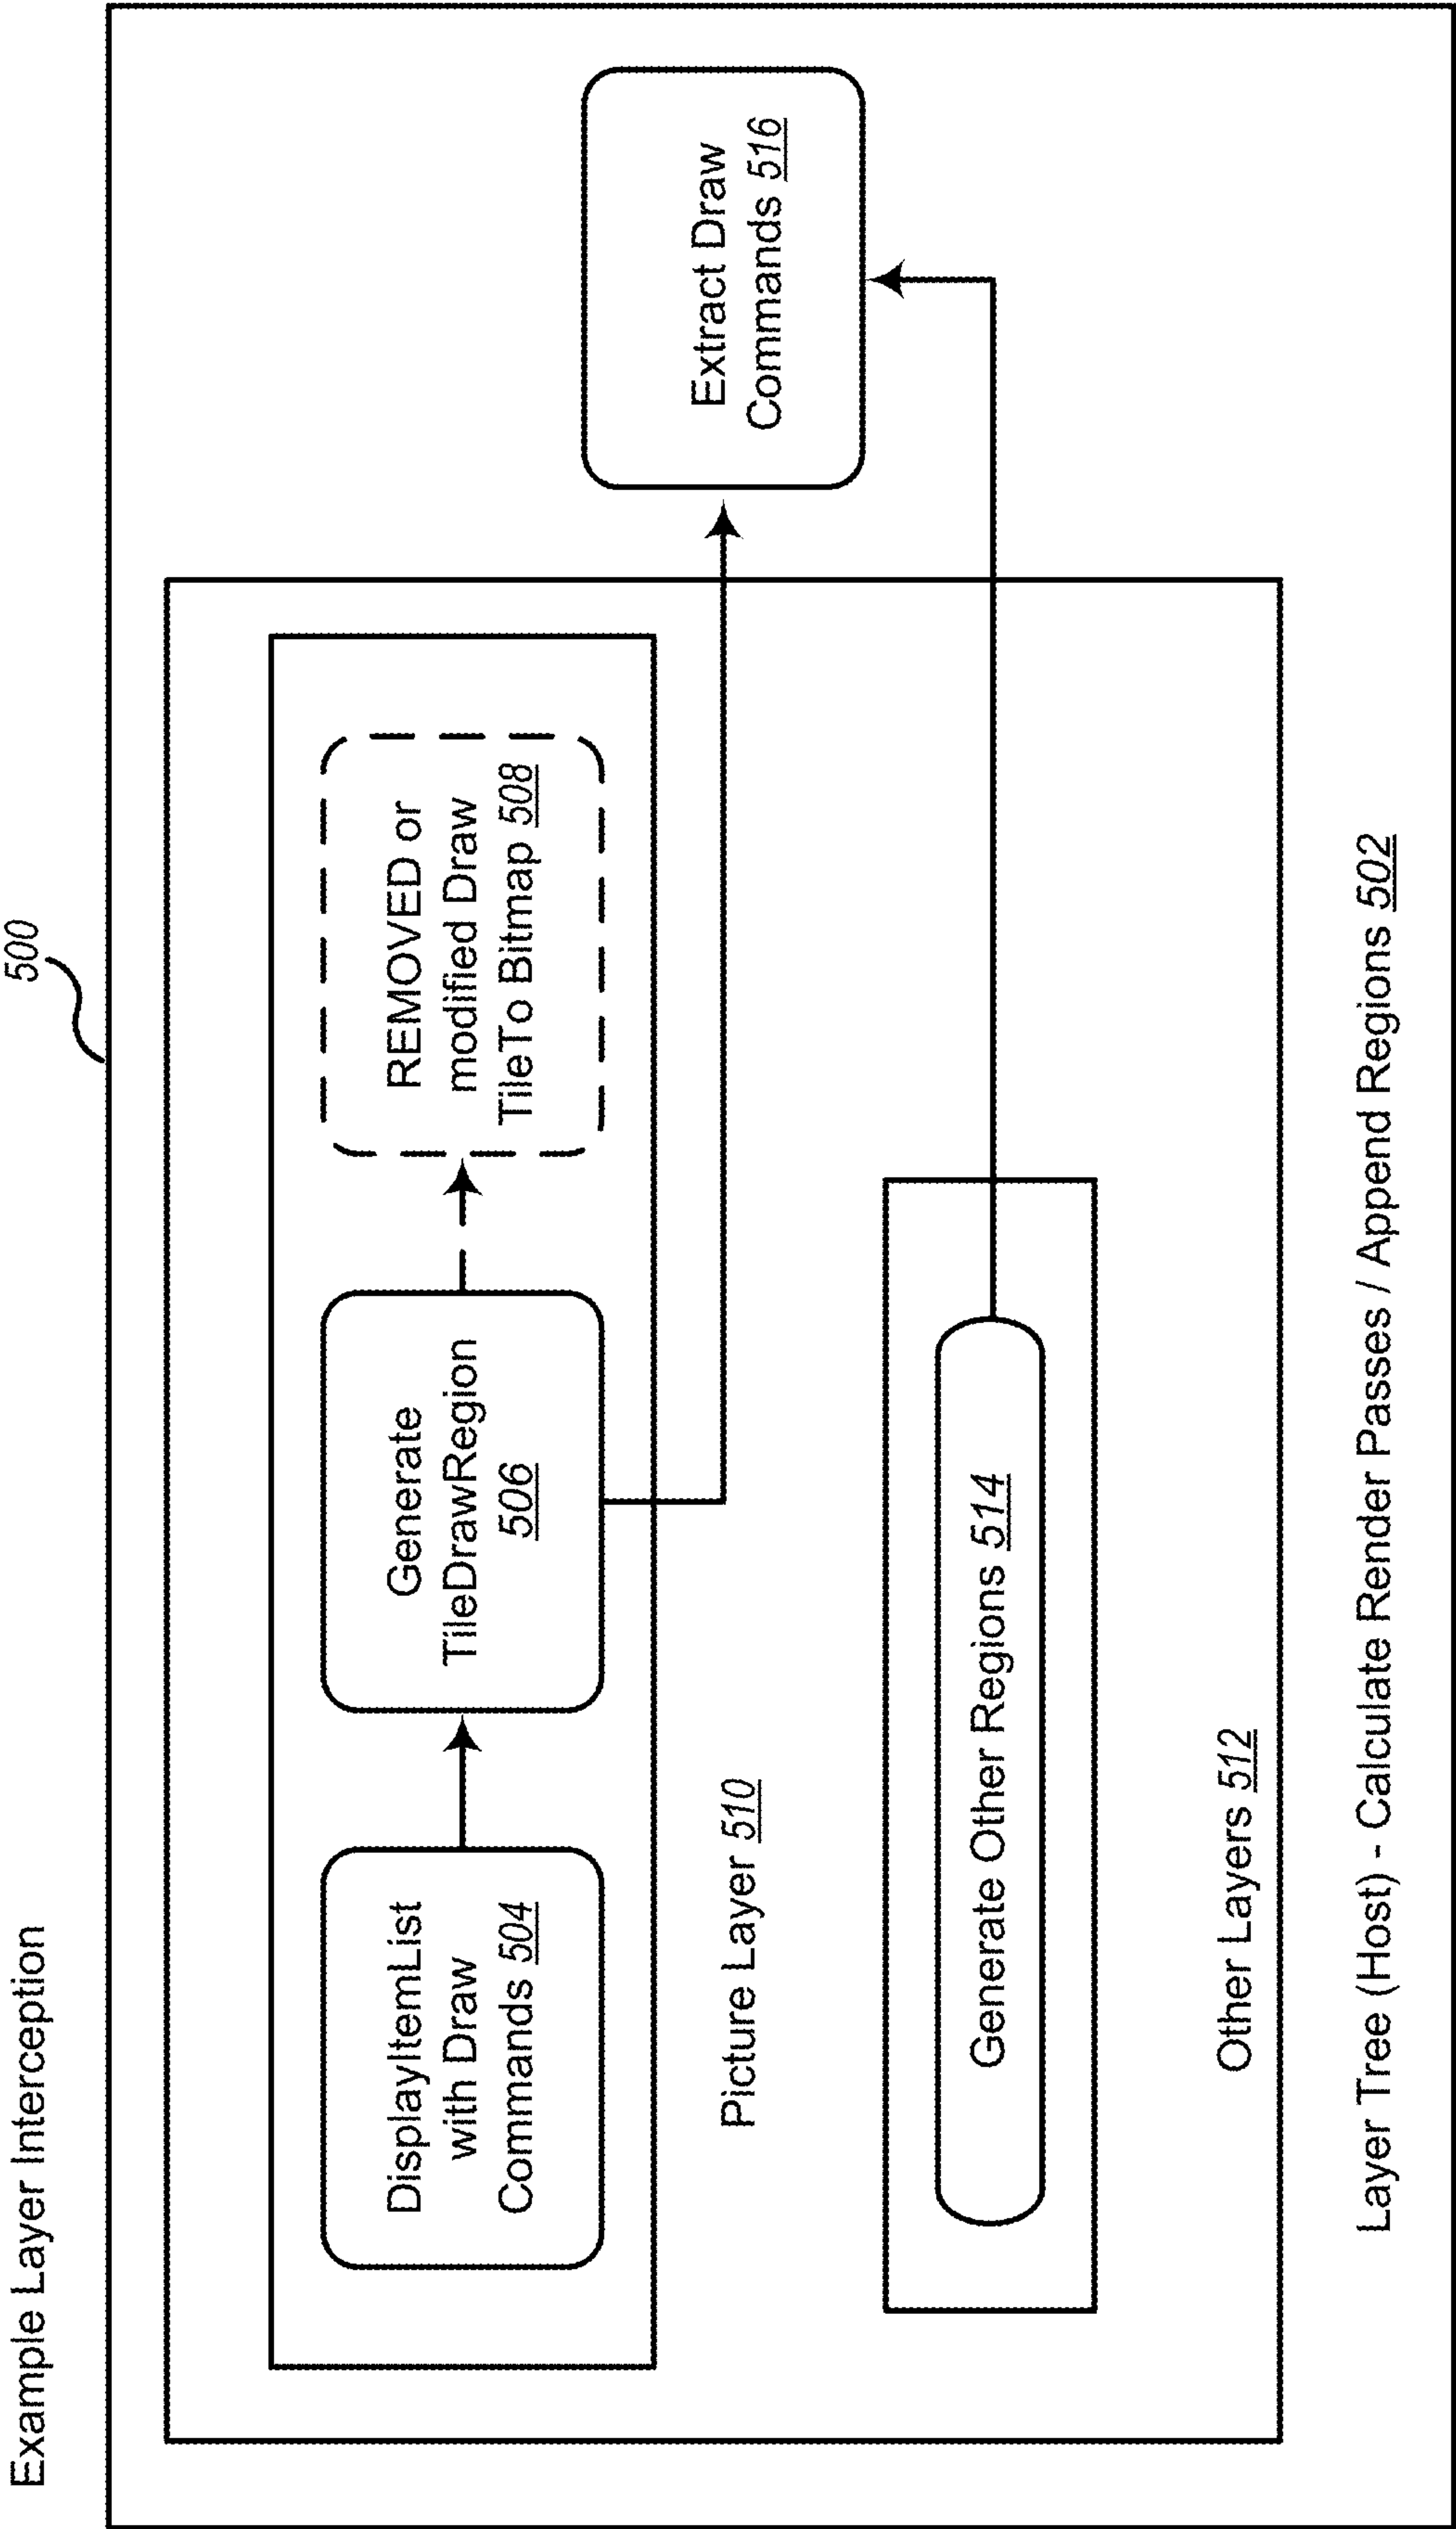 Example Layer Interception
500
DisplayItemList
with Draw
Commands 504
Generate
TileDrawRegion
506
REMOVED or
modified Draw
TileTo Bitmap 508
Extract Draw
Commands 516
Picture Layer 510
Generate Other Regions 514
Other Layers 512
Layer Tree (Host) - Calculate Render Passes / Append Regions 502